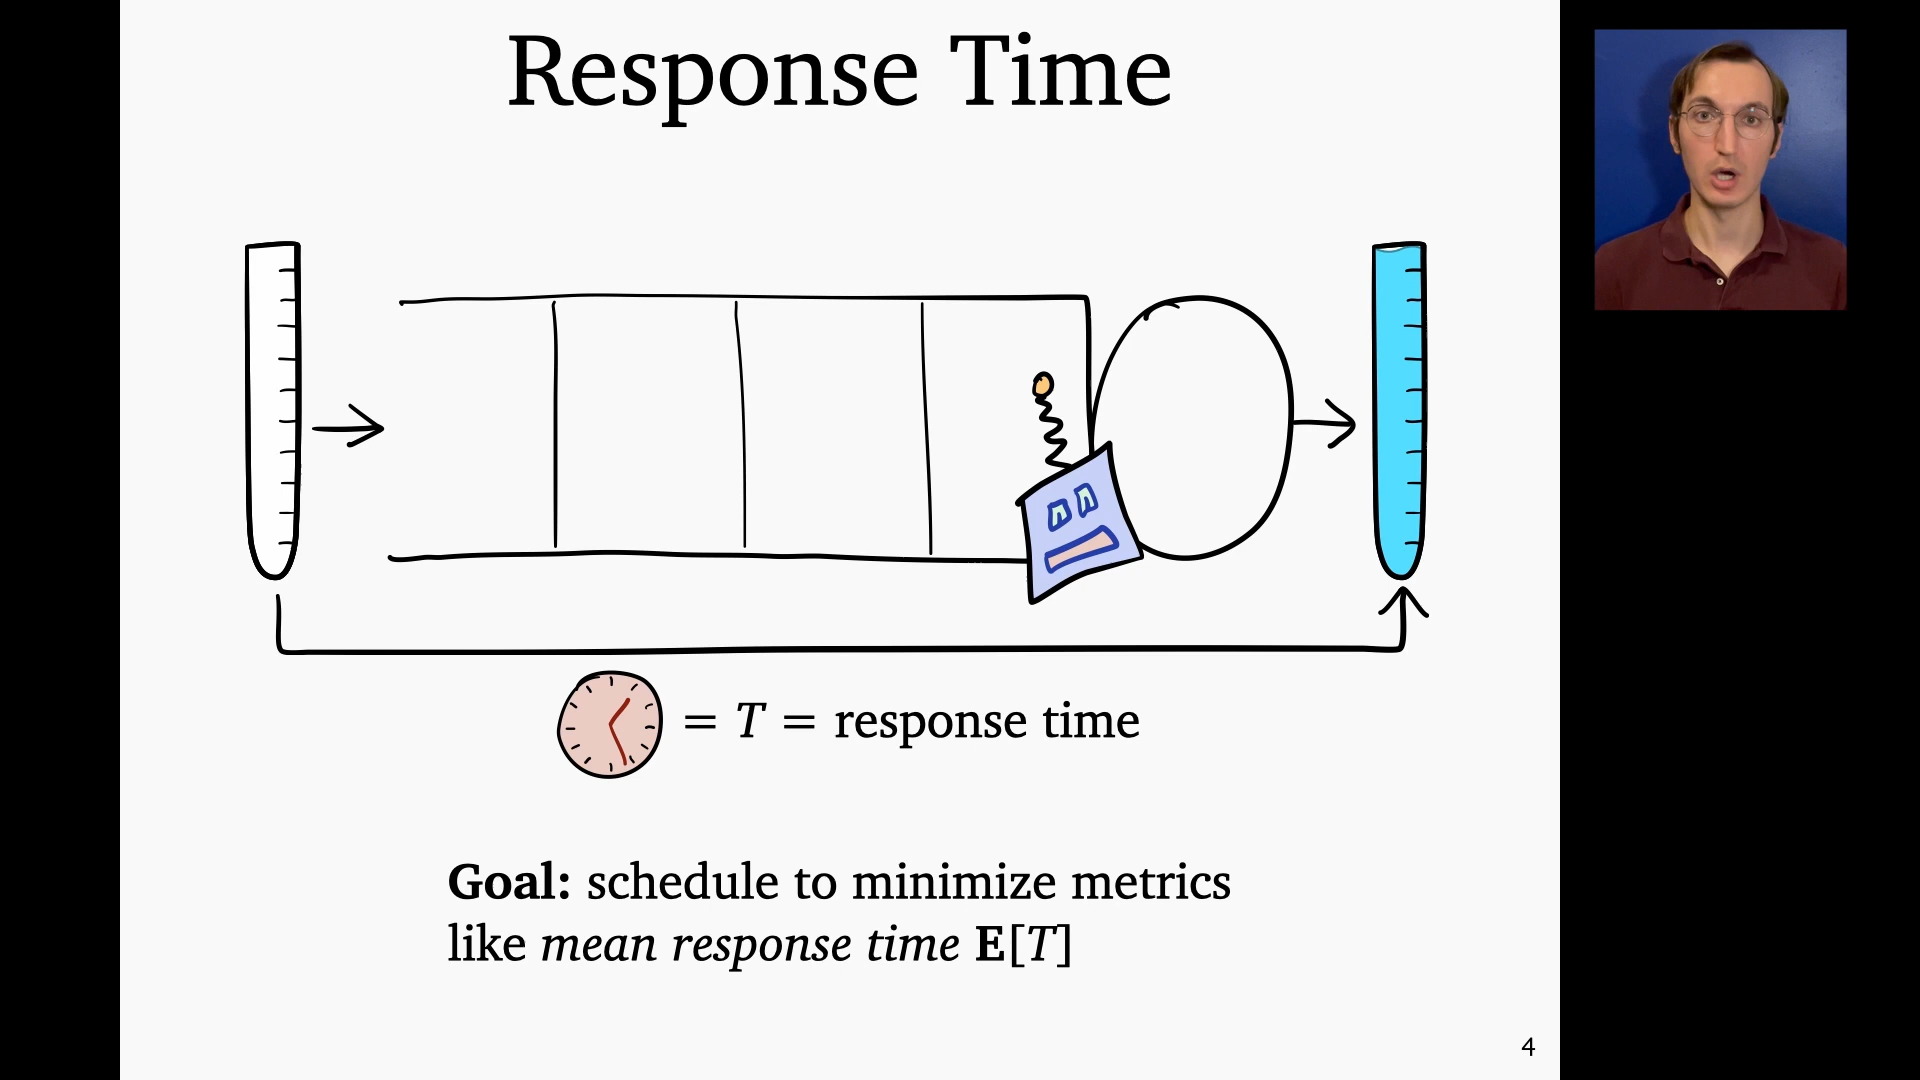 Response Time
= T = response time
Goal: schedule to minimize metrics
like mean response time E[T]
4